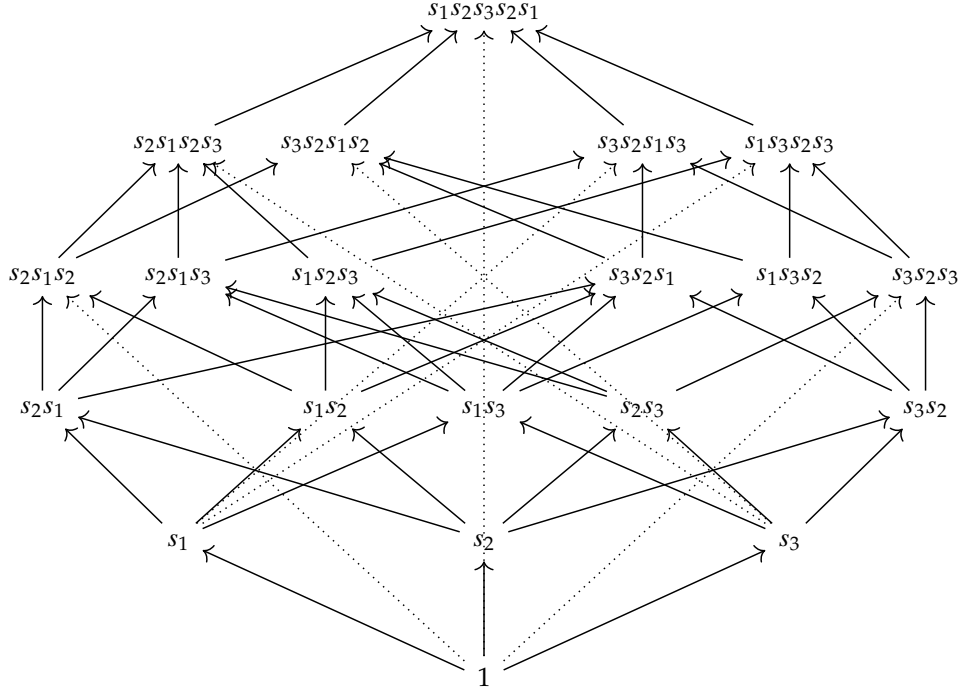 s₁s₂s₃s₂s₁
s₂s₁s₂s₃ s₃s₂s₁s₂ s₃s₂s₁s₃ s₁s₃s₂s₃
s₂s₁s₂ s₂s₁s₃ s₁s₂s₃ s₃s₂s₁ s₁s₃s₂ s₃s₂s₃
s₂s₁ s₁s₂ s₁s₃ s₂s₃ s₃s₂
s₁ s₂ s₃
1